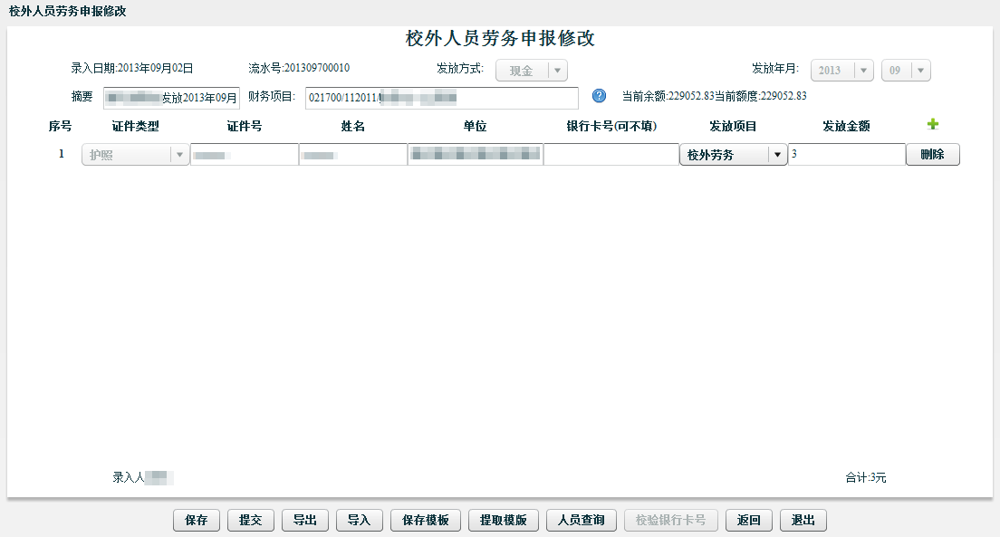 校外人员劳务申报修改
校外人员劳务申报修改
录入日期:2013年09月02日 流水号:201309700010 发放方式: 现金 发放年月: 2013 09
摘要 发放2013年09月 财务项目: 021700/112011/ 当前余额:229052.83当前额度:229052.83
序号 证件类型 证件号 姓名 单位 银行卡号(可不填) 发放项目 发放金额
1 护照 校外劳务 3 删除
录入人 合计:3元
保存 提交 导出 导入 保存模板 提取模版 人员查询 校验银行卡号 返回 退出